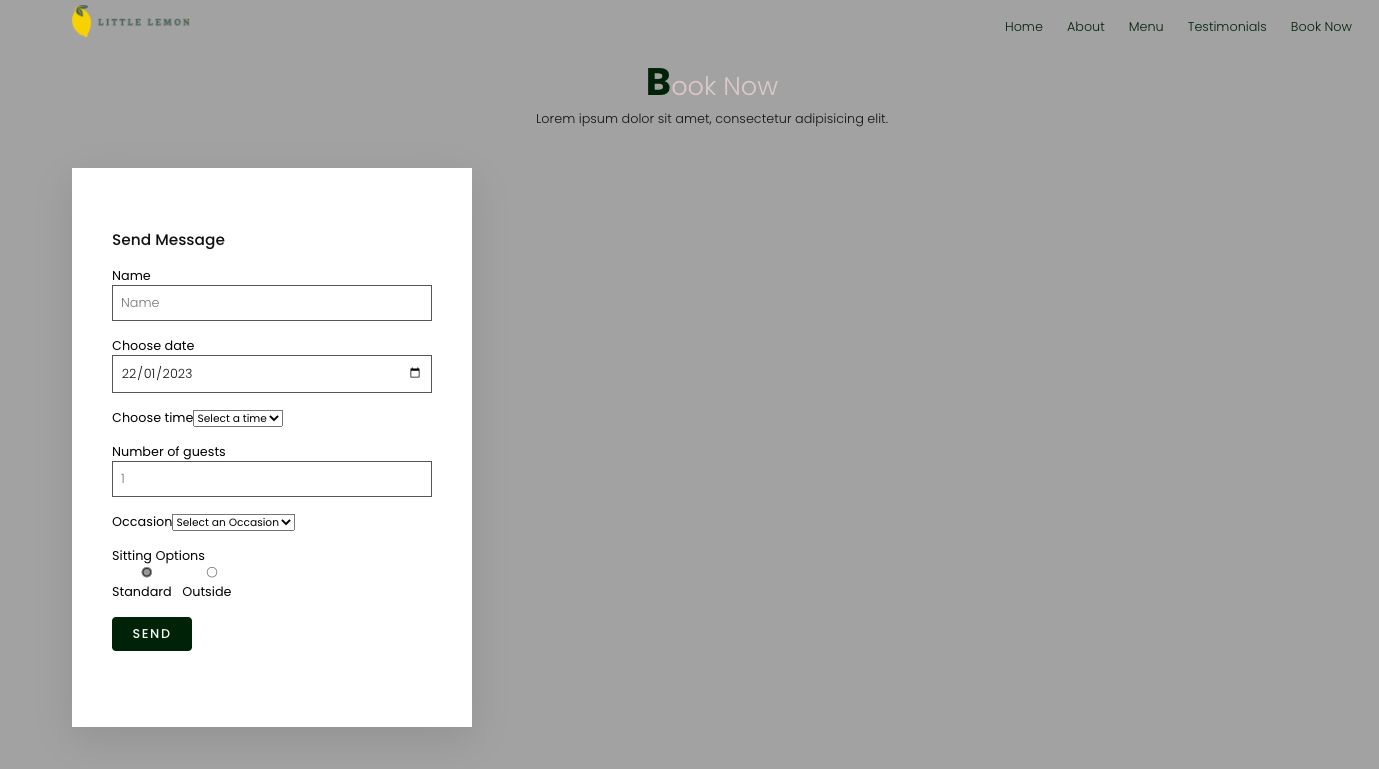 LITTLE LEMON
Home About Menu Testimonials Book Now
Book Now
Lorem ipsum dolor sit amet, consectetur adipisicing elit.
Send Message
Name
Name
Choose date
22/01/2023
Choose time Select a time
Number of guests
1
Occasion Select an Occasion
Sitting Options
Standard Outside
SEND